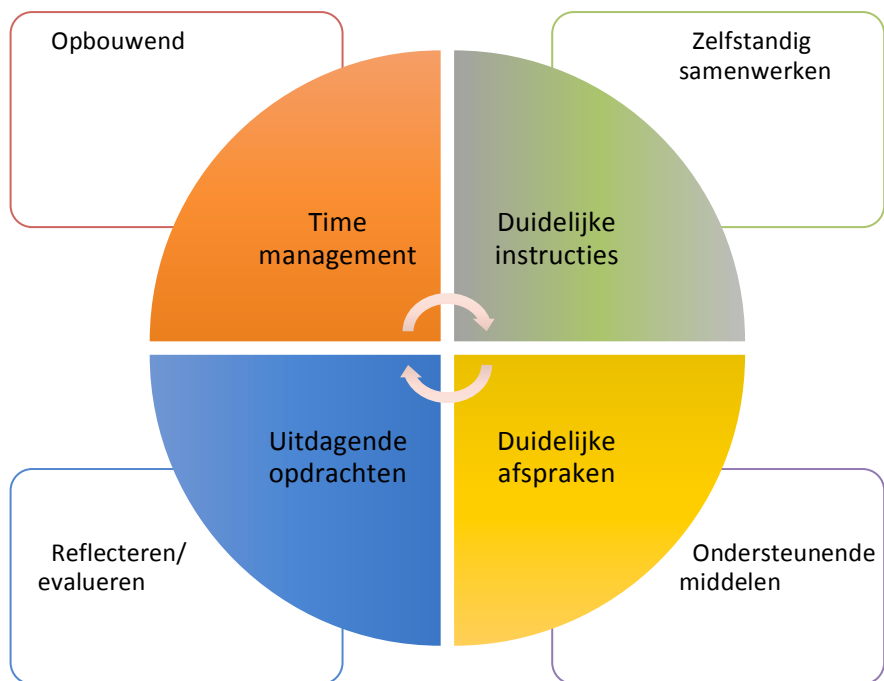 Opbouwend
Zelfstandig
samenwerken
Time
management
Duidelijke
instructies
Uitdagende
opdrachten
Duidelijke
afspraken
Reflecteren/
evalueren
Ondersteunende
middelen